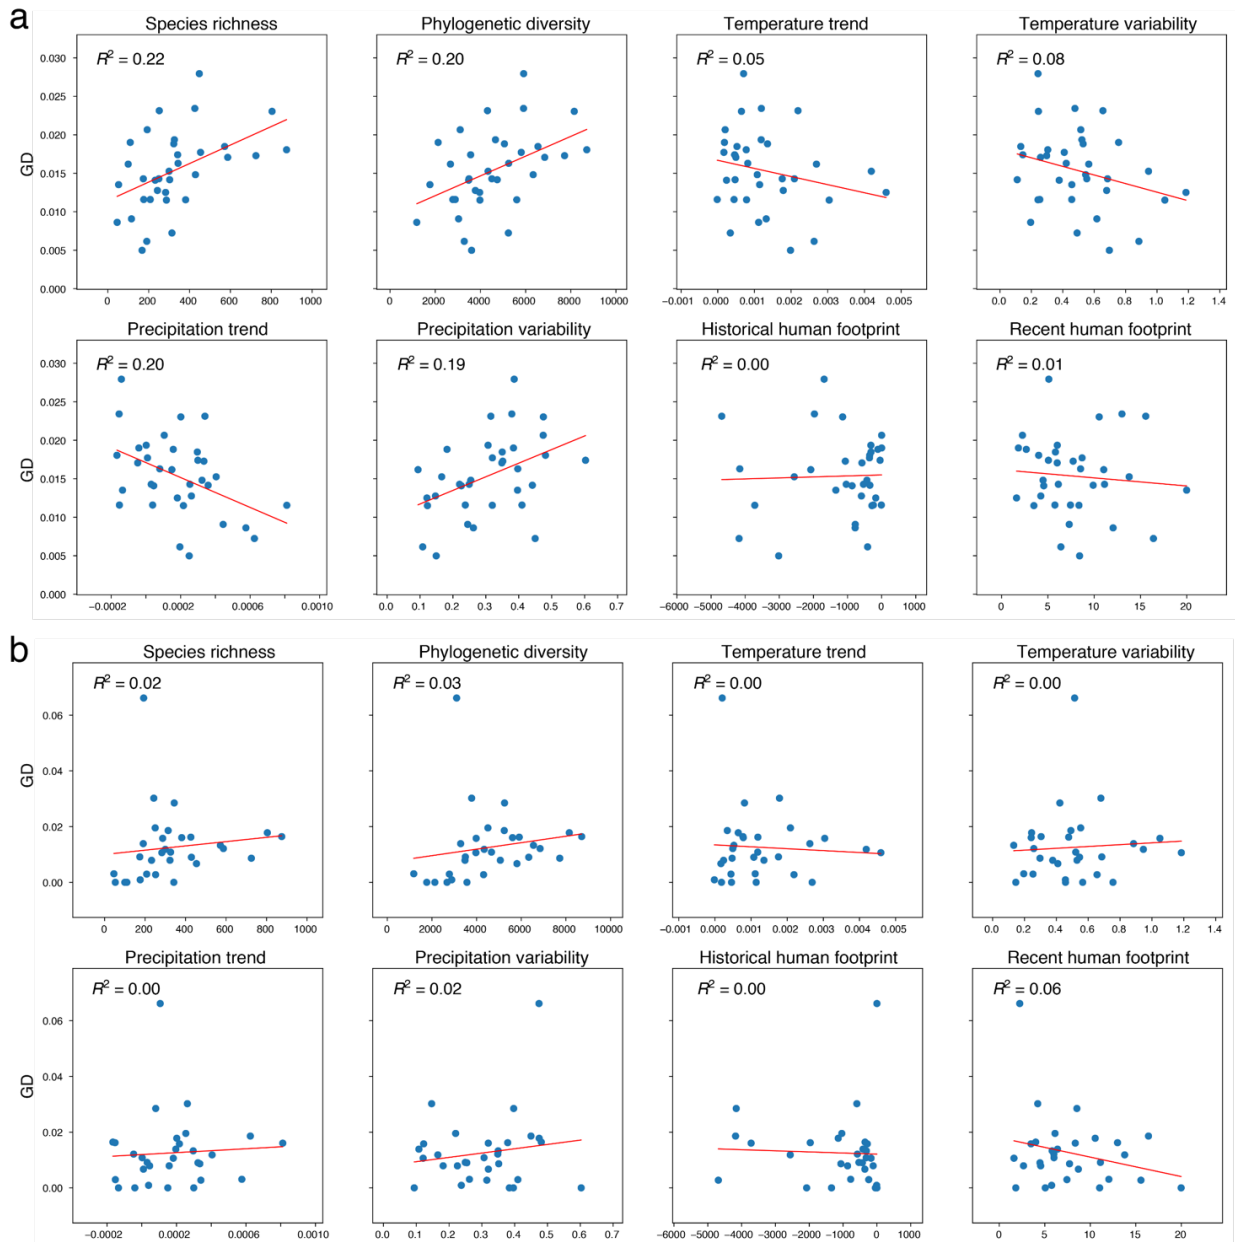 a
Species richness Phylogenetic diversity Temperature trend Temperature variability
R² = 0.22 R² = 0.20 R² = 0.05 R² = 0.08
0.030
0.025
0.020
0.015
0.010
0.005
0.000
GD
0 200 400 600 800 1000 0 2000 4000 6000 8000 10000 −0.001 0.000 0.001 0.002 0.003 0.004 0.005 0.0 0.2 0.4 0.6 0.8 1.0 1.2 1.4
Precipitation trend Precipitation variability Historical human footprint Recent human footprint
R² = 0.20 R² = 0.19 R² = 0.00 R² = 0.01
0.030
0.025
0.020
0.015
0.010
0.005
0.000
GD
−0.0002 0.0002 0.0006 0.0010 0.0 0.1 0.2 0.3 0.4 0.5 0.6 0.7 −6000 −5000 −4000 −3000 −2000 −1000 0 1000 0 5 10 15 20
b
Species richness Phylogenetic diversity Temperature trend Temperature variability
R² = 0.02 R² = 0.03 R² = 0.00 R² = 0.00
0.06
0.04
0.02
0.00
GD
0 200 400 600 800 1000 0 2000 4000 6000 8000 10000 −0.001 0.000 0.001 0.002 0.003 0.004 0.005 0.0 0.2 0.4 0.6 0.8 1.0 1.2 1.4
Precipitation trend Precipitation variability Historical human footprint Recent human footprint
R² = 0.00 R² = 0.02 R² = 0.00 R² = 0.06
0.06
0.04
0.02
0.00
GD
−0.0002 0.0002 0.0006 0.0010 0.0 0.1 0.2 0.3 0.4 0.5 0.6 0.7 −6000 −5000 −4000 −3000 −2000 −1000 0 1000 0 5 10 15 20